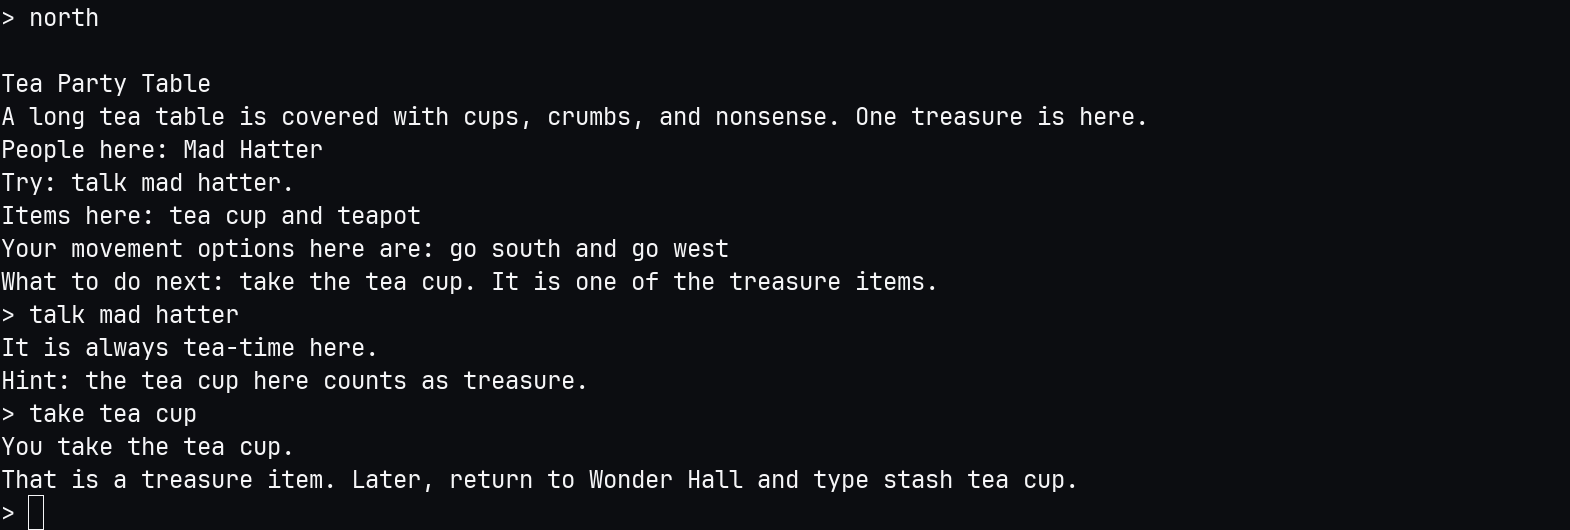 > north
Tea Party Table
A long tea table is covered with cups, crumbs, and nonsense. One treasure is here.
People here: Mad Hatter
Try: talk mad hatter.
Items here: tea cup and teapot
Your movement options here are: go south and go west
What to do next: take the tea cup. It is one of the treasure items.
> talk mad hatter
It is always tea-time here.
Hint: the tea cup here counts as treasure.
> take tea cup
You take the tea cup.
That is a treasure item. Later, return to Wonder Hall and type stash tea cup.
>